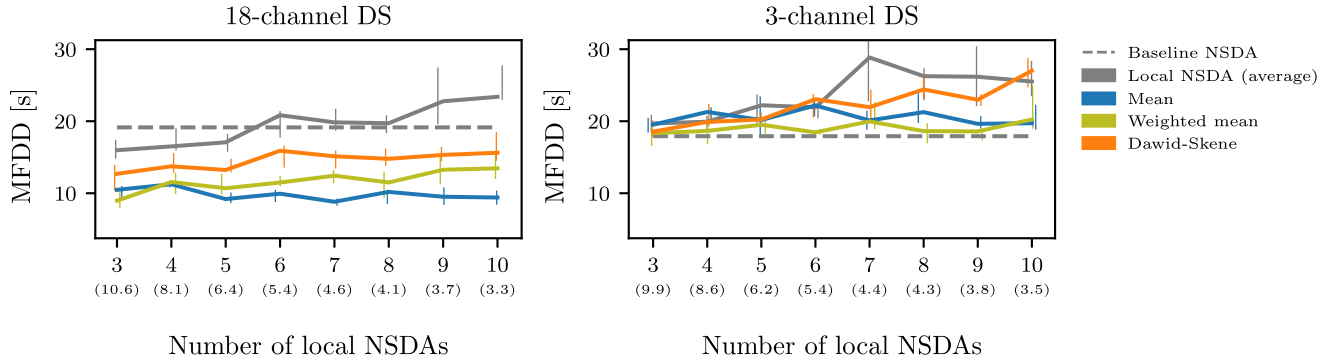 18-channel DS
MFDD [s]
30
20
10
3 4 5 6 7 8 9 10
(10.6) (8.1) (6.4) (5.4) (4.6) (4.1) (3.7) (3.3)
Number of local NSDAs
3-channel DS
MFDD [s]
30
20
10
3 4 5 6 7 8 9 10
(9.9) (8.6) (6.2) (5.4) (4.4) (4.3) (3.8) (3.5)
Number of local NSDAs
Baseline NSDA
Local NSDA (average)
Mean
Weighted mean
Dawid-Skene